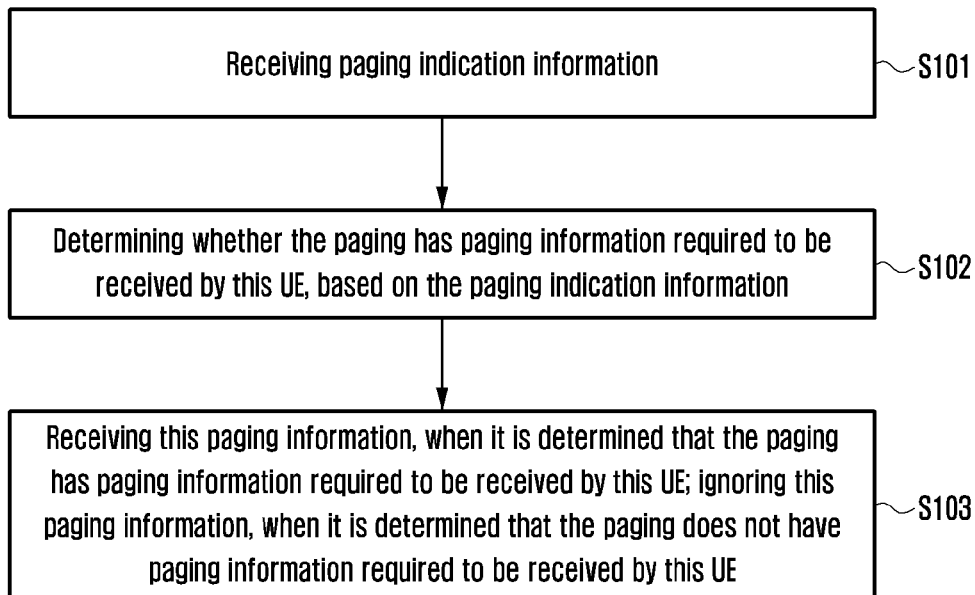 Receiving paging indication information
S101
Determining whether the paging has paging information required to be
received by this UE, based on the paging indication information
S102
Receiving this paging information, when it is determined that the paging
has paging information required to be received by this UE; ignoring this
paging information, when it is determined that the paging does not have
paging information required to be received by this UE
S103